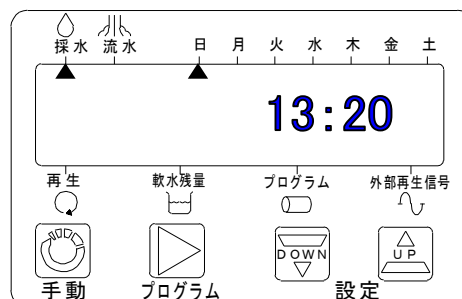 採水 流水 日 月 火 水 木 金 土
13:20
再生 軟水残量 プログラム 外部再生信号
DOWN UP
手動 プログラム 設定